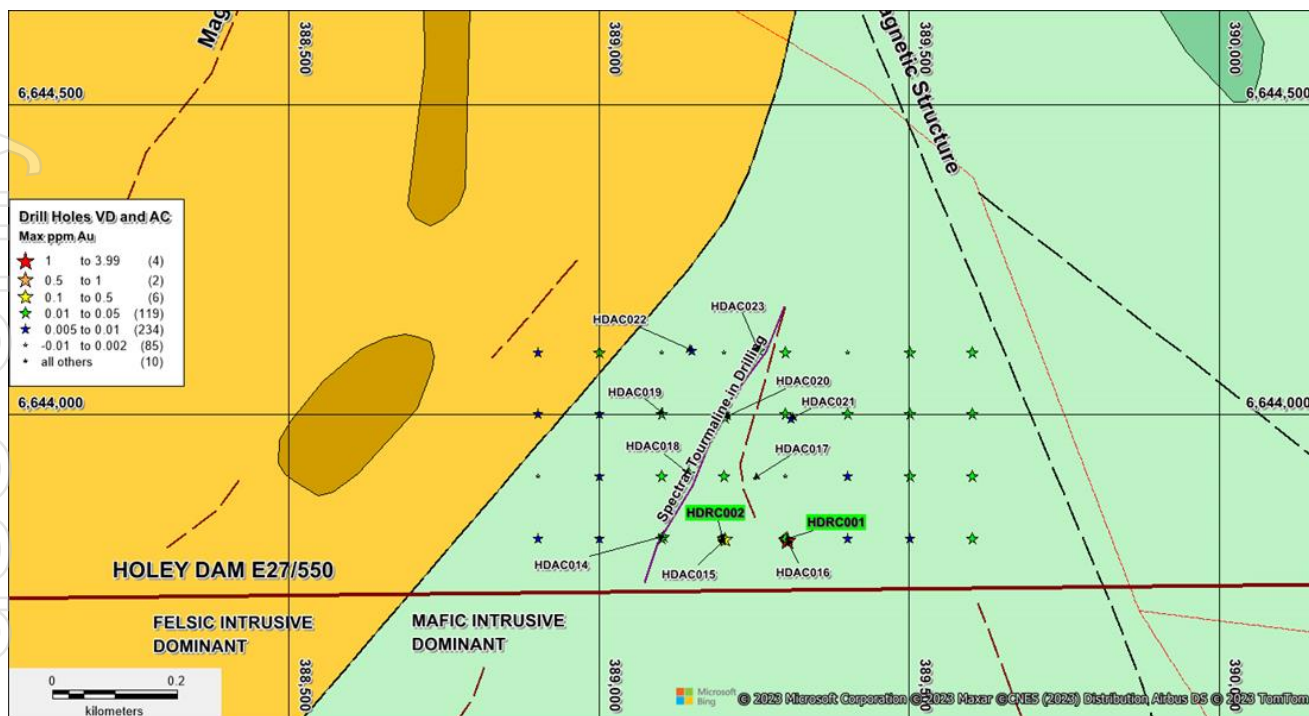 Mag
388,500
389,000
389,500
390,000
Magnetic Structure
6,644,500
6,644,500
Drill Holes VD and AC
Max ppm Au
1 to 3.99 (4)
0.5 to 1 (2)
0.1 to 0.5 (6)
0.01 to 0.05 (119)
0.005 to 0.01 (234)
-0.01 to 0.002 (85)
all others (10)
HDAC023
HDAC022
Spectral Tourmaline in Drilling
HDAC020
HDAC019
HDAC021
6,644,000
6,644,000
HDAC018
HDAC017
HDRC002
HDRC001
HDAC014
HDAC015
HDAC016
HOLEY DAM E27/550
FELSIC INTRUSIVE
DOMINANT
MAFIC INTRUSIVE
DOMINANT
388,500
389,000
389,500
390,000
0 0.2
kilometers
Microsoft
Bing
© 2023 Microsoft Corporation © 2023 Maxar ©CNES (2023) Distribution Airbus DS © 2023 TomTom